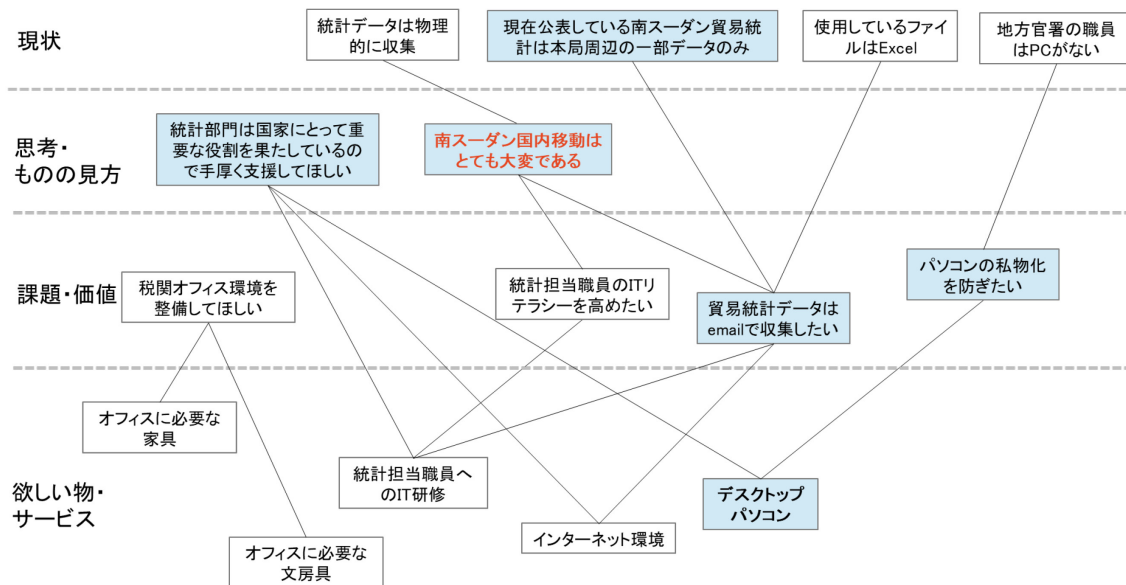 現状
統計データは物理
的に収集
現在公表している南スーダン貿易統
計は本局周辺の一部データのみ
使用しているファイ
ルはExcel
地方官署の職員
はPCがない
思考・
ものの見方
統計部門は国家にとって重
要な役割を果たしているの
で手厚く支援してほしい
南スーダン国内移動は
とても大変である
課題・価値
税関オフィス環境を
整備してほしい
統計担当職員のITリ
テラシーを高めたい
貿易統計データは
emailで収集したい
パソコンの私物化
を防ぎたい
欲しい物・
サービス
オフィスに必要な
家具
統計担当職員へ
のIT研修
デスクトップ
パソコン
インターネット環境
オフィスに必要な
文房具